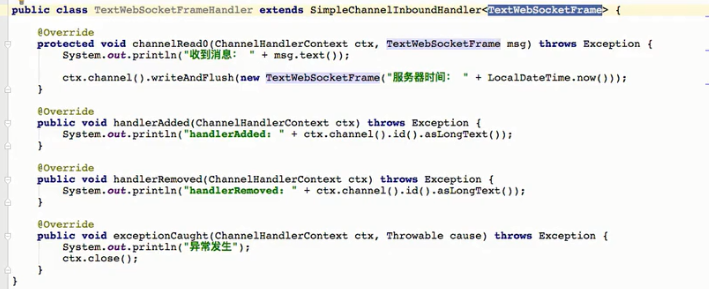 public class TextWebSocketFrameHandler extends SimpleChannelInboundHandler<TextWebSocketFrame> {
@Override
protected void channelRead0(ChannelHandlerContext ctx, TextWebSocketFrame msg) throws Exception {
System.out.println("收到消息： " + msg.text());
ctx.channel().writeAndFlush(new TextWebSocketFrame("服务器时间： " + LocalDateTime.now()));
}
@Override
public void handlerAdded(ChannelHandlerContext ctx) throws Exception {
System.out.println("handlerAdded：" + ctx.channel().id().asLongText());
}
@Override
public void handlerRemoved(ChannelHandlerContext ctx) throws Exception {
System.out.println("handlerRemoved：" + ctx.channel().id().asLongText());
}
@Override
public void exceptionCaught(ChannelHandlerContext ctx, Throwable cause) throws Exception {
System.out.println("异常发生");
ctx.close();
}
}